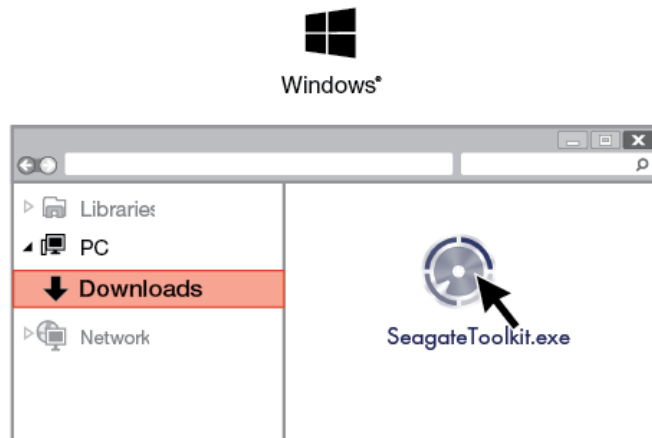 Windows®
Libraries
PC
Downloads
SeagateToolkit.exe
Network